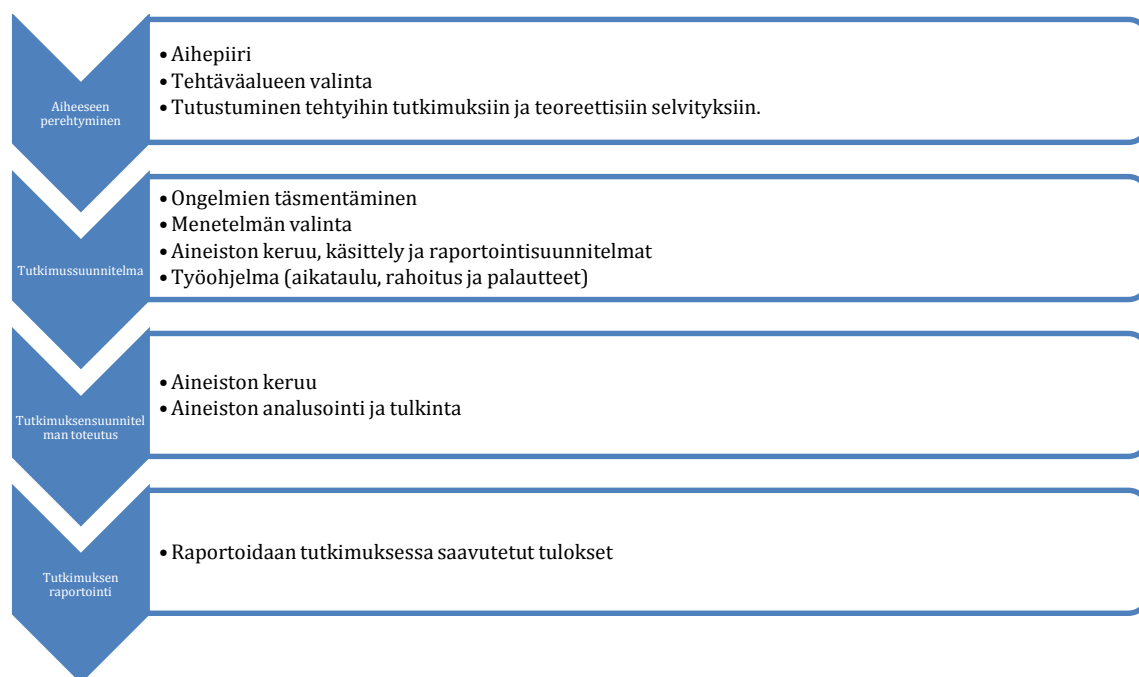 Aiheeseen
perehtyminen
• Aihepiiri
• Tehtäväalueen valinta
• Tutustuminen tehtyihin tutkimuksiin ja teoreettisiin selvityksiin.
Tutkimussuunnitelma
• Ongelmien täsmentäminen
• Menetelmän valinta
• Aineiston keruu, käsittely ja raportointisuunnitelmat
• Työohjelma (aikataulu, rahoitus ja palautteet)
Tutkimuksensuunnitel
man toteutus
• Aineiston keruu
• Aineiston analusointi ja tulkinta
Tutkimuksen
raportointi
• Raportoidaan tutkimuksessa saavutetut tulokset